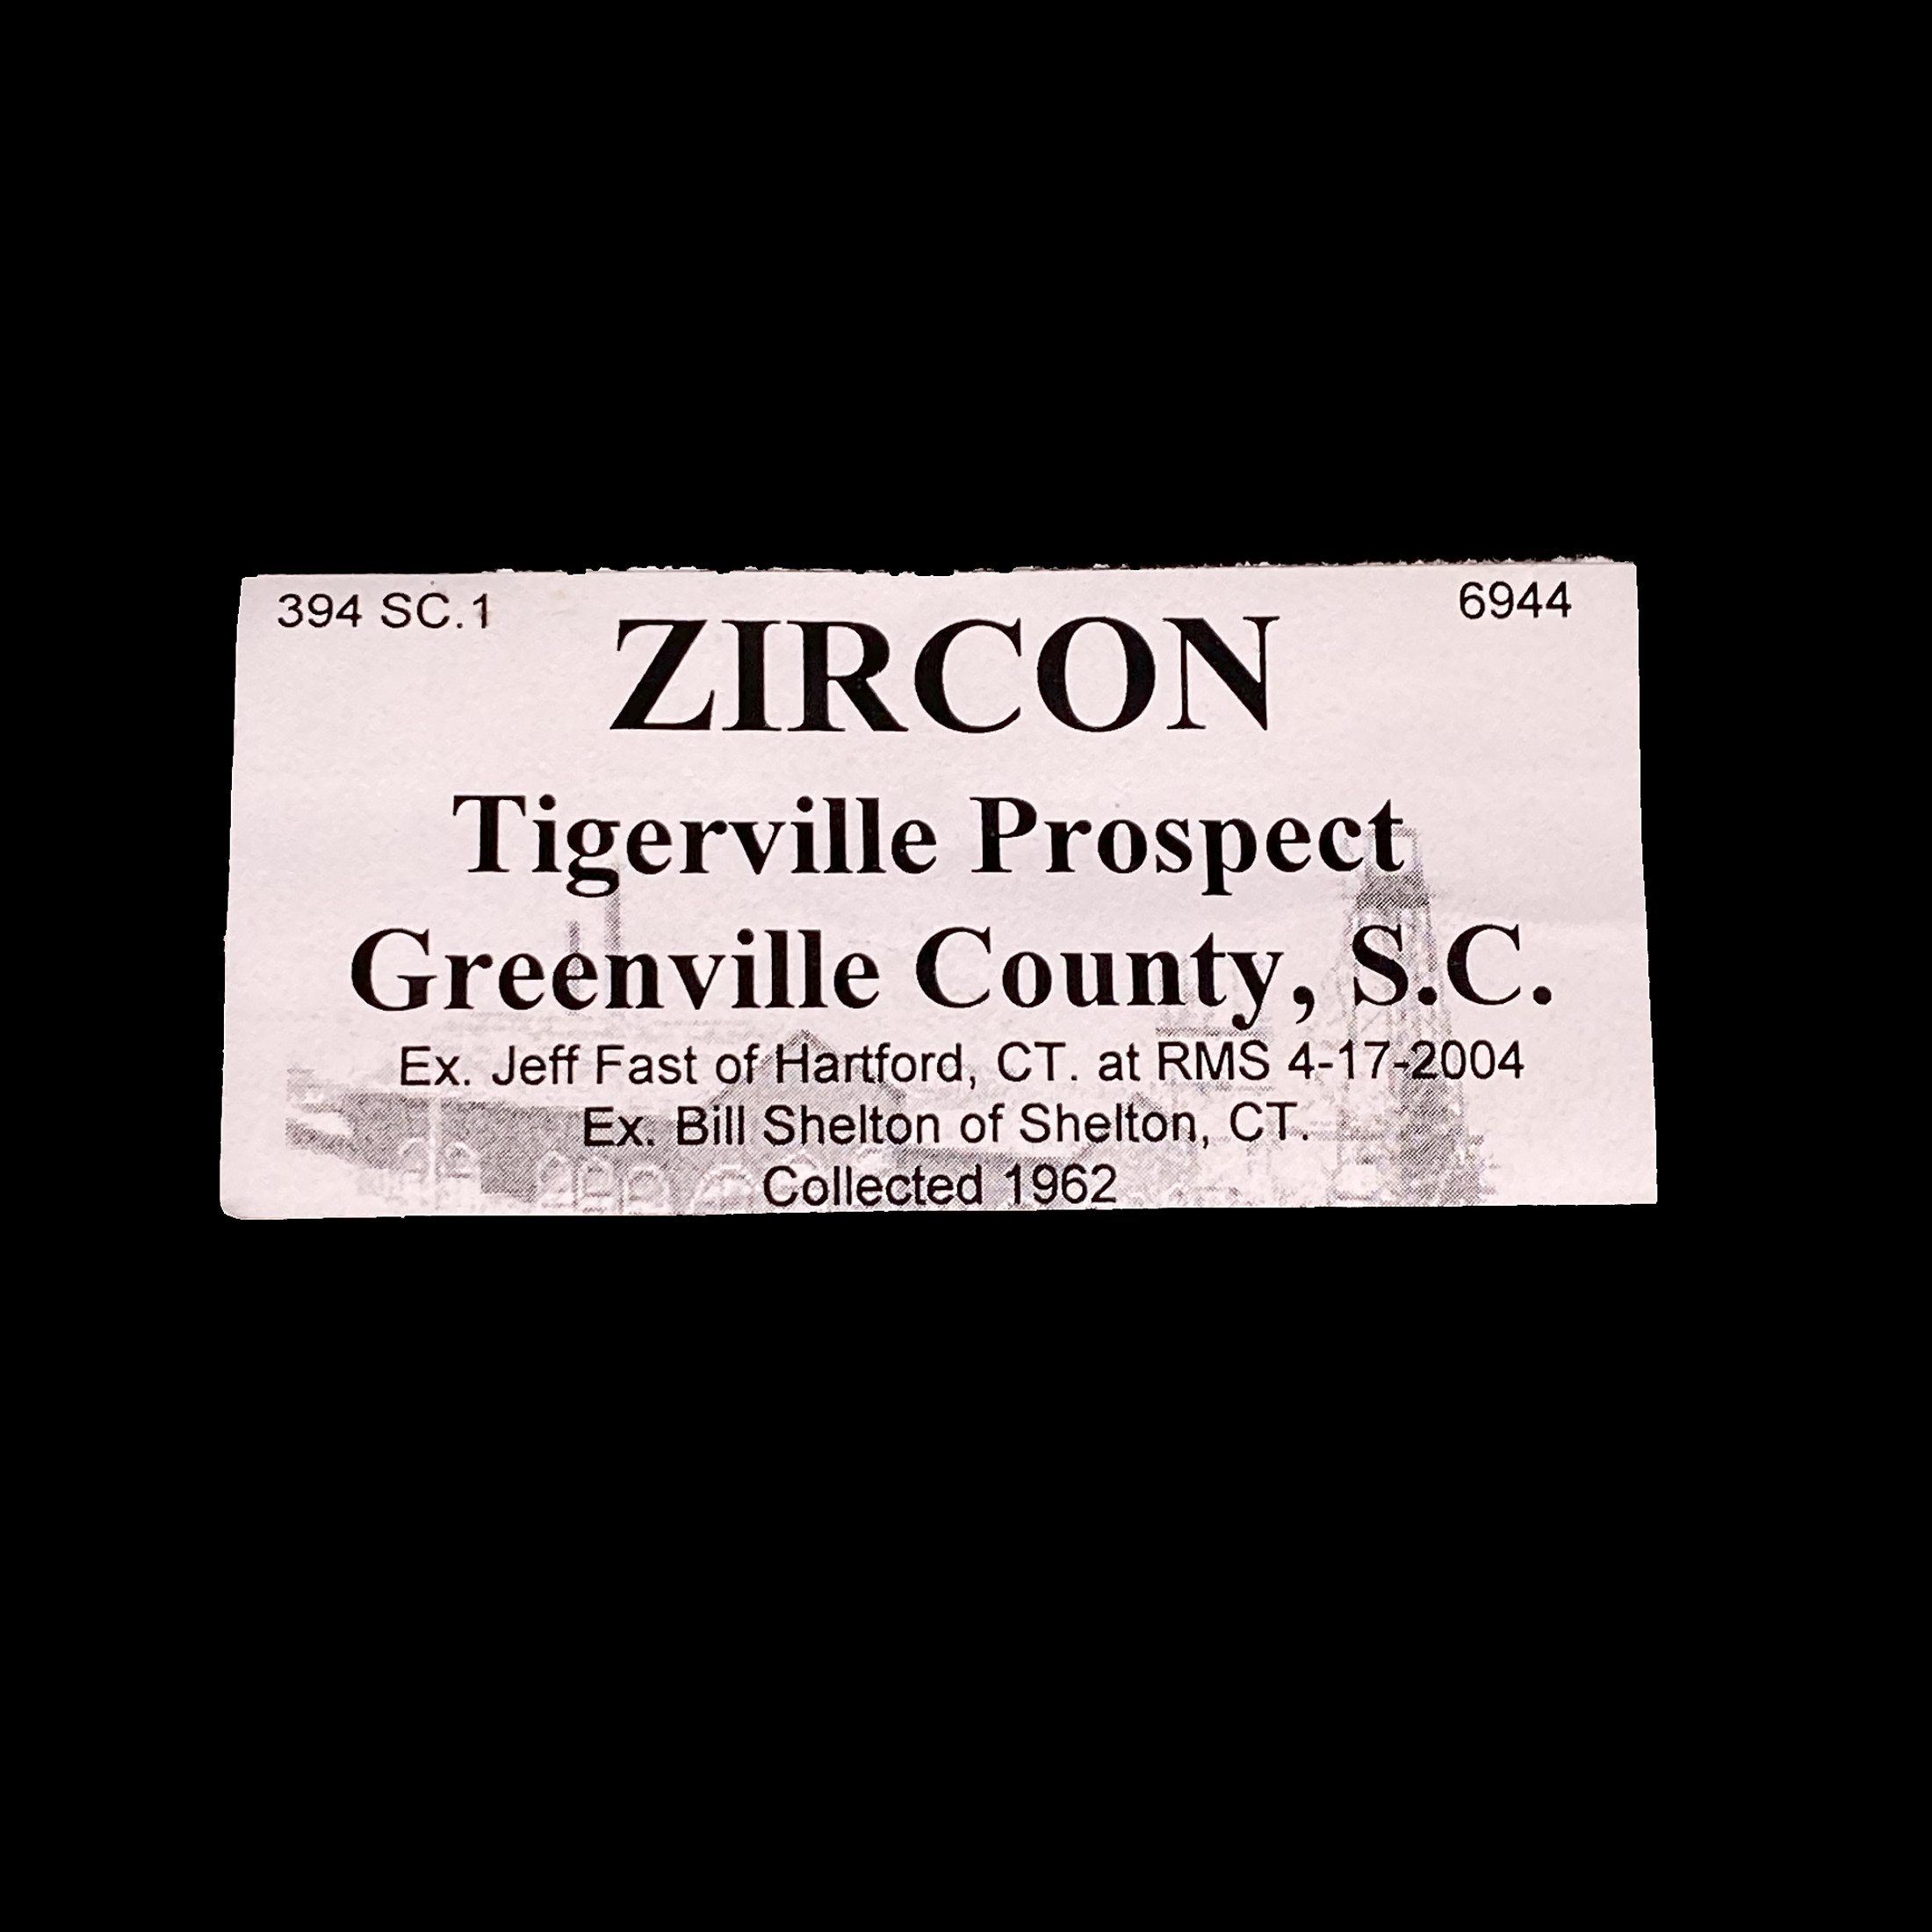 394 SC.1
6944
ZIRCON
Tigerville Prospect
Greenville County, S.C.
Ex. Jeff Fast of Hartford, CT. at RMS 4-17-2004
Ex. Bill Shelton of Shelton, CT.
Collected 1962